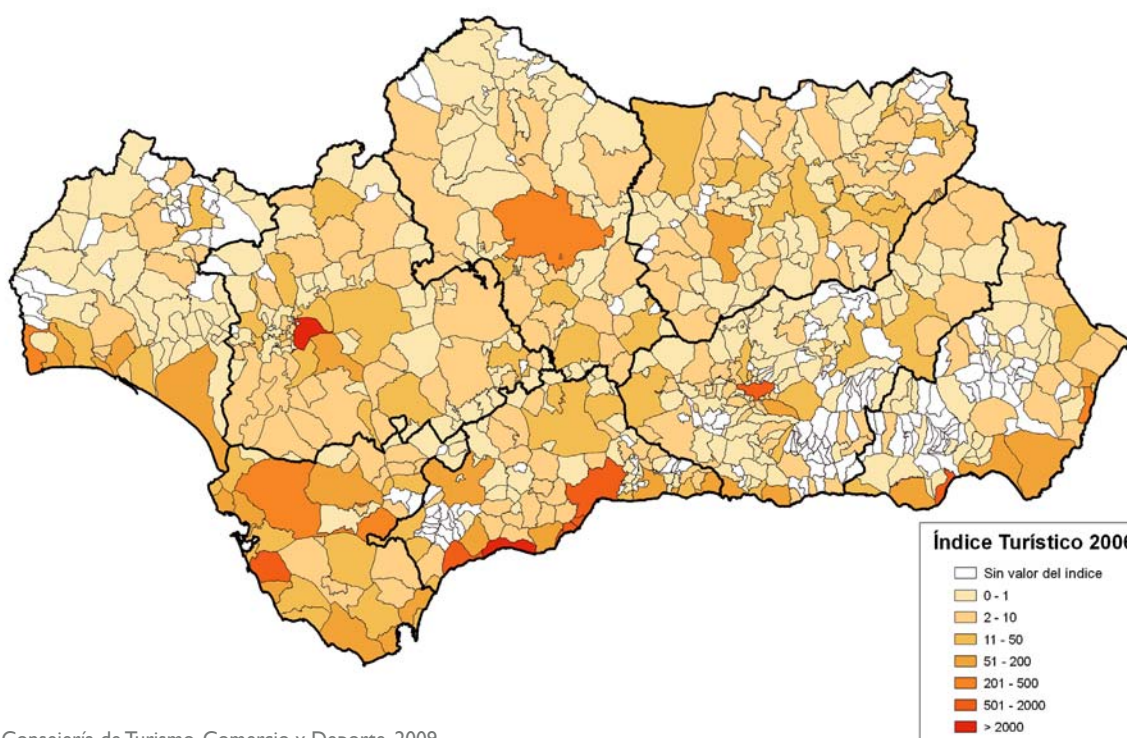 Índice Turístico 2006
Sin valor del índice
0 - 1
2 - 10
11 - 50
51 - 200
201 - 500
501 - 2000
> 2000
Consejería de Turismo, Comercio y Deporte, 2009